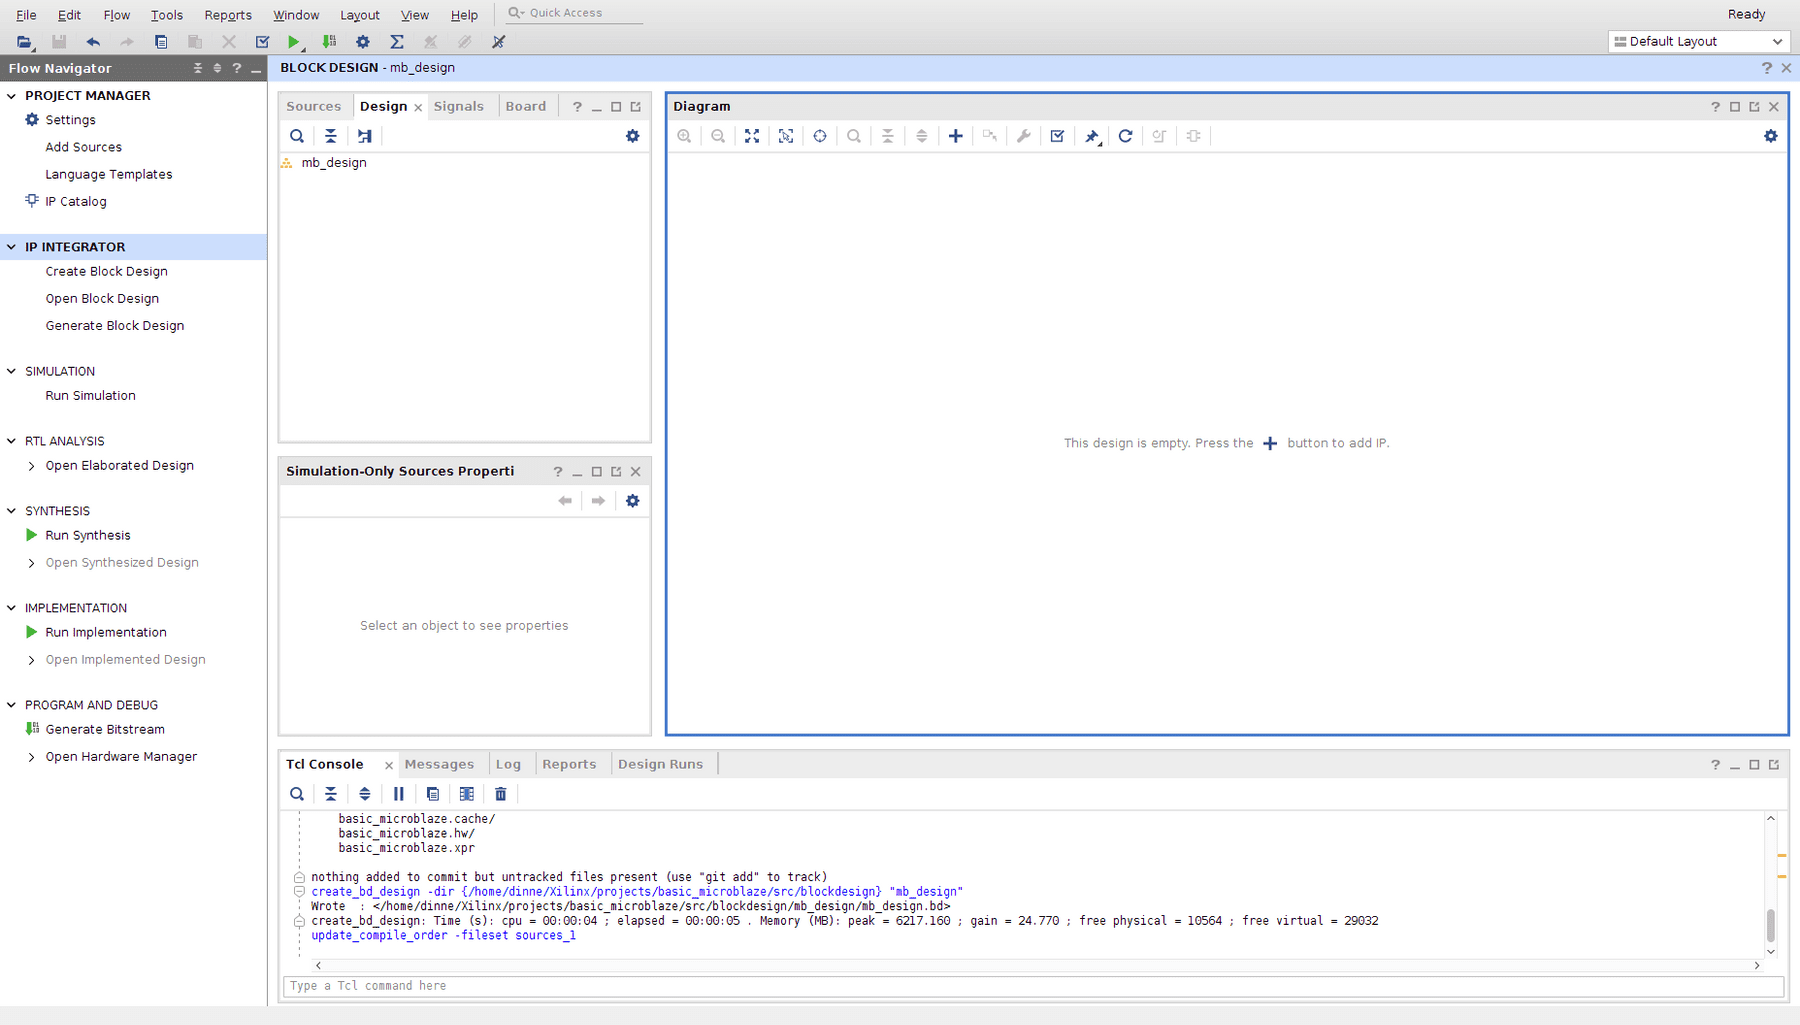 File Edit Flow Tools Reports Window Layout View Help Quick Access Ready
Default Layout
Flow Navigator ? BLOCK DESIGN - mb_design ?
PROJECT MANAGER
Settings
Add Sources
Language Templates
IP Catalog
IP INTEGRATOR
Create Block Design
Open Block Design
Generate Block Design
SIMULATION
Run Simulation
RTL ANALYSIS
Open Elaborated Design
SYNTHESIS
Run Synthesis
Open Synthesized Design
IMPLEMENTATION
Run Implementation
Open Implemented Design
PROGRAM AND DEBUG
Generate Bitstream
Open Hardware Manager
Sources Design Signals Board ?
mb_design
Simulation-Only Sources Properti ?
Select an object to see properties
Diagram ?
This design is empty. Press the + button to add IP.
Tcl Console Messages Log Reports Design Runs ?
basic_microblaze.cache/
basic_microblaze.hw/
basic_microblaze.xpr
nothing added to commit but untracked files present (use "git add" to track)
create_bd_design -dir {/home/dinne/Xilinx/projects/basic_microblaze/src/blockdesign} "mb_design"
Wrote : </home/dinne/Xilinx/projects/basic_microblaze/src/blockdesign/mb_design/mb_design.bd>
create_bd_design: Time (s): cpu = 00:00:04 ; elapsed = 00:00:05 . Memory (MB): peak = 6217.160 ; gain = 24.770 ; free physical = 10564 ; free virtual = 29032
update_compile_order -fileset sources_1
Type a Tcl command here